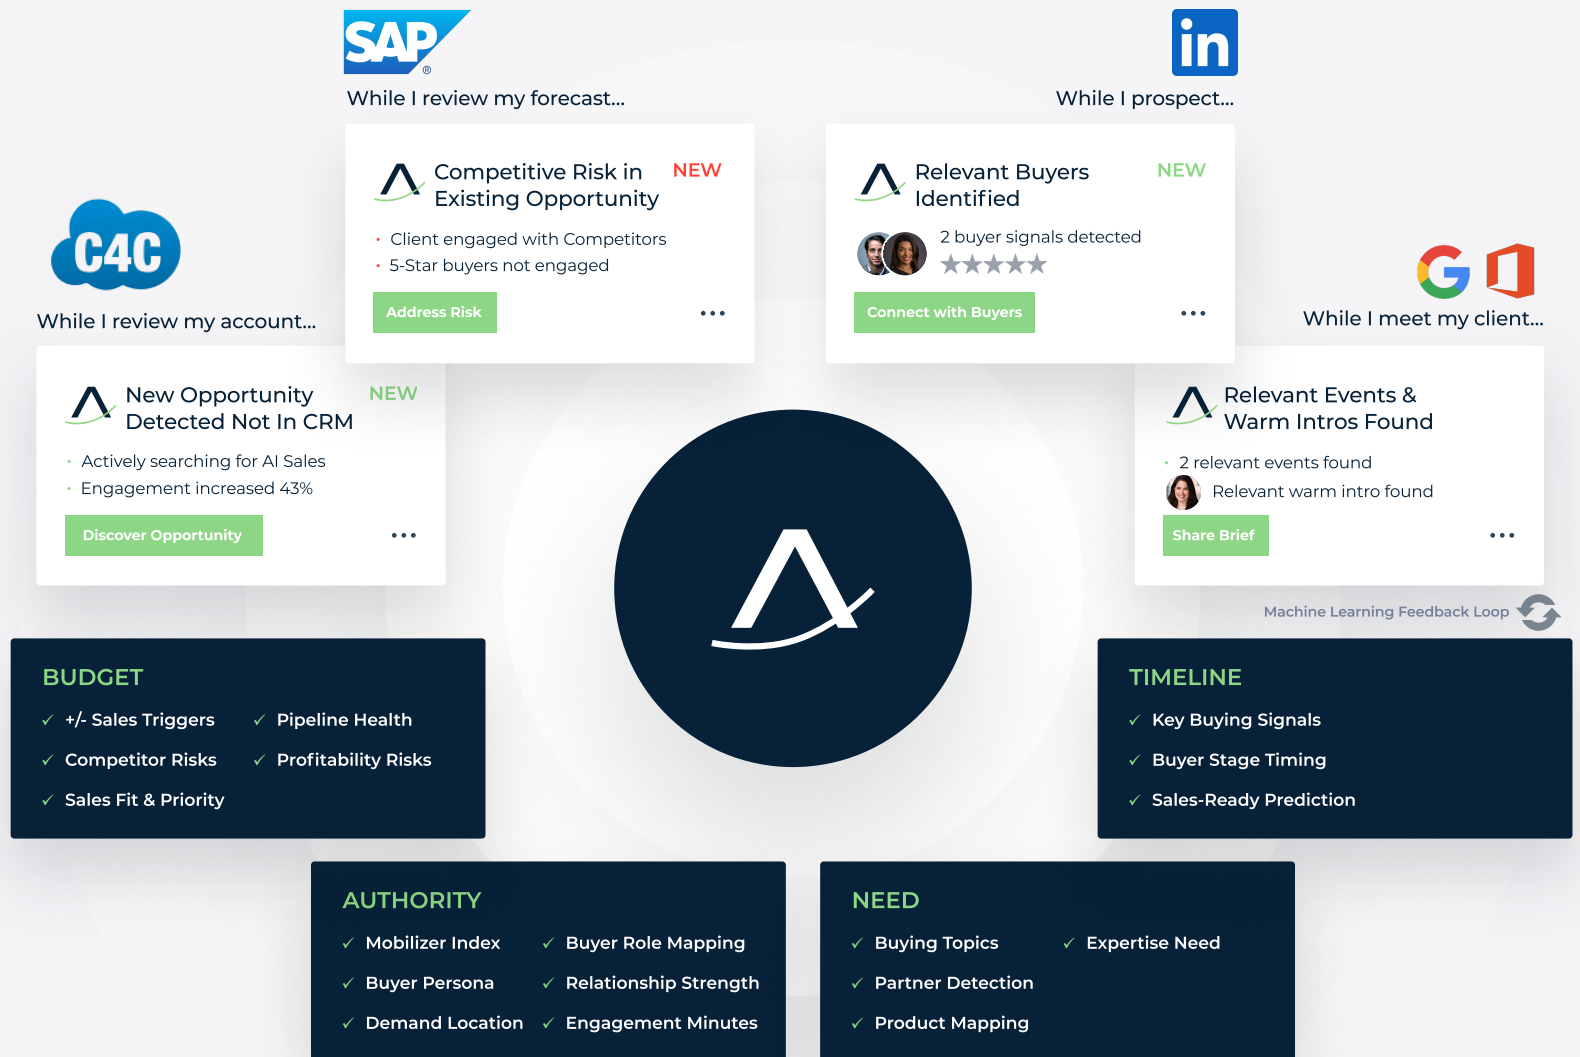 SAP
®
While I review my forecast...
Competitive Risk in
Existing Opportunity
NEW
Client engaged with Competitors
5-Star buyers not engaged
Address Risk
in
While I prospect...
Relevant Buyers
Identified
NEW
2 buyer signals detected
Connect with Buyers
C4C
While I review my account...
New Opportunity
Detected Not In CRM
NEW
Actively searching for AI Sales
Engagement increased 43%
Discover Opportunity
G
While I meet my client...
Relevant Events &
Warm Intros Found
2 relevant events found
Relevant warm intro found
Share Brief
Machine Learning Feedback Loop
BUDGET
+/- Sales Triggers
Pipeline Health
Competitor Risks
Profitability Risks
Sales Fit & Priority
TIMELINE
Key Buying Signals
Buyer Stage Timing
Sales-Ready Prediction
AUTHORITY
Mobilizer Index
Buyer Role Mapping
Buyer Persona
Relationship Strength
Demand Location
Engagement Minutes
NEED
Buying Topics
Expertise Need
Partner Detection
Product Mapping